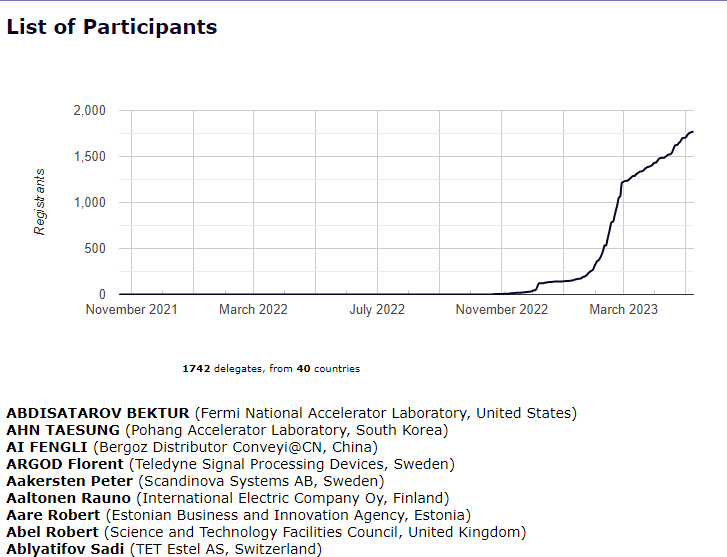 List of Participants
2,000
1,500
1,000
500
0
Registrants
November 2021 March 2022 July 2022 November 2022 March 2023
1742 delegates, from 40 countries
ABDISATAROV BEKTUR (Fermi National Accelerator Laboratory, United States)
AHN TAESUNG (Pohang Accelerator Laboratory, South Korea)
AI FENGLI (Bergoz Distributor Conveyi@CN, China)
ARGOD Florent (Teledyne Signal Processing Devices, Sweden)
Aakersten Peter (Scandinova Systems AB, Sweden)
Aaltonen Rauno (International Electric Company Oy, Finland)
Aare Robert (Estonian Business and Innovation Agency, Estonia)
Abel Robert (Science and Technology Facilities Council, United Kingdom)
Ablyatifov Sadi (TET Estel AS, Switzerland)